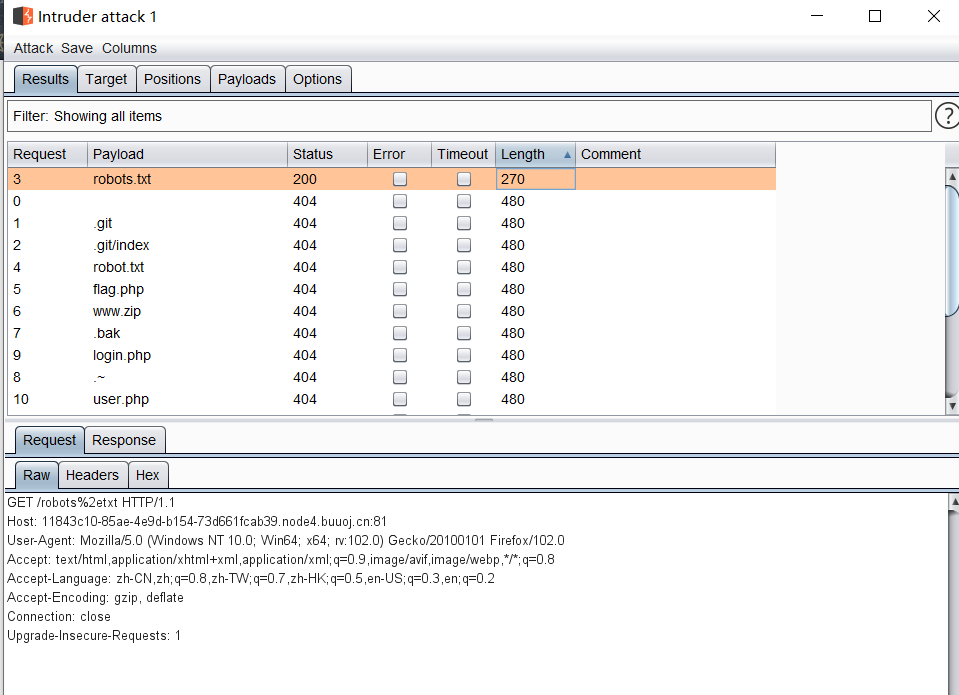 Intruder attack 1
Attack Save Columns
Results Target Positions Payloads Options
Filter: Showing all items ?
Request Payload Status Error Timeout Length Comment
3 robots.txt 200 270
0 404 480
1 .git 404 480
2 .git/index 404 480
4 robot.txt 404 480
5 flag.php 404 480
6 www.zip 404 480
7 .bak 404 480
9 login.php 404 480
8 .~ 404 480
10 user.php 404 480
Request Response
Raw Headers Hex
GET /robots%2etxt HTTP/1.1
Host: 11843c10-85ae-4e9d-b154-73d661fcab39.node4.buuoj.cn:81
User-Agent: Mozilla/5.0 (Windows NT 10.0; Win64; x64; rv:102.0) Gecko/20100101 Firefox/102.0
Accept: text/html,application/xhtml+xml,application/xml;q=0.9,image/avif,image/webp,*/*;q=0.8
Accept-Language: zh-CN,zh;q=0.8,zh-TW;q=0.7,zh-HK;q=0.5,en-US;q=0.3,en;q=0.2
Accept-Encoding: gzip, deflate
Connection: close
Upgrade-Insecure-Requests: 1